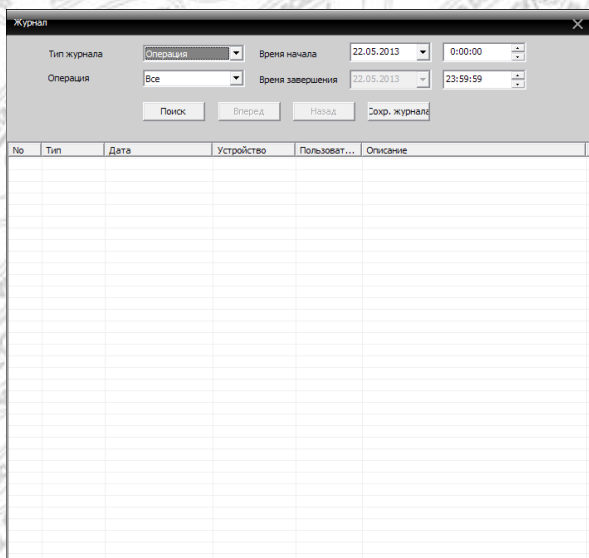 Журнал
Тип журнала Операция Время начала 22.05.2013 0:00:00
Операция Все Время завершения 22.05.2013 23:59:59
Поиск Вперед Назад Сохр. журнала
No Тип Дата Устройство Пользоват... Описание